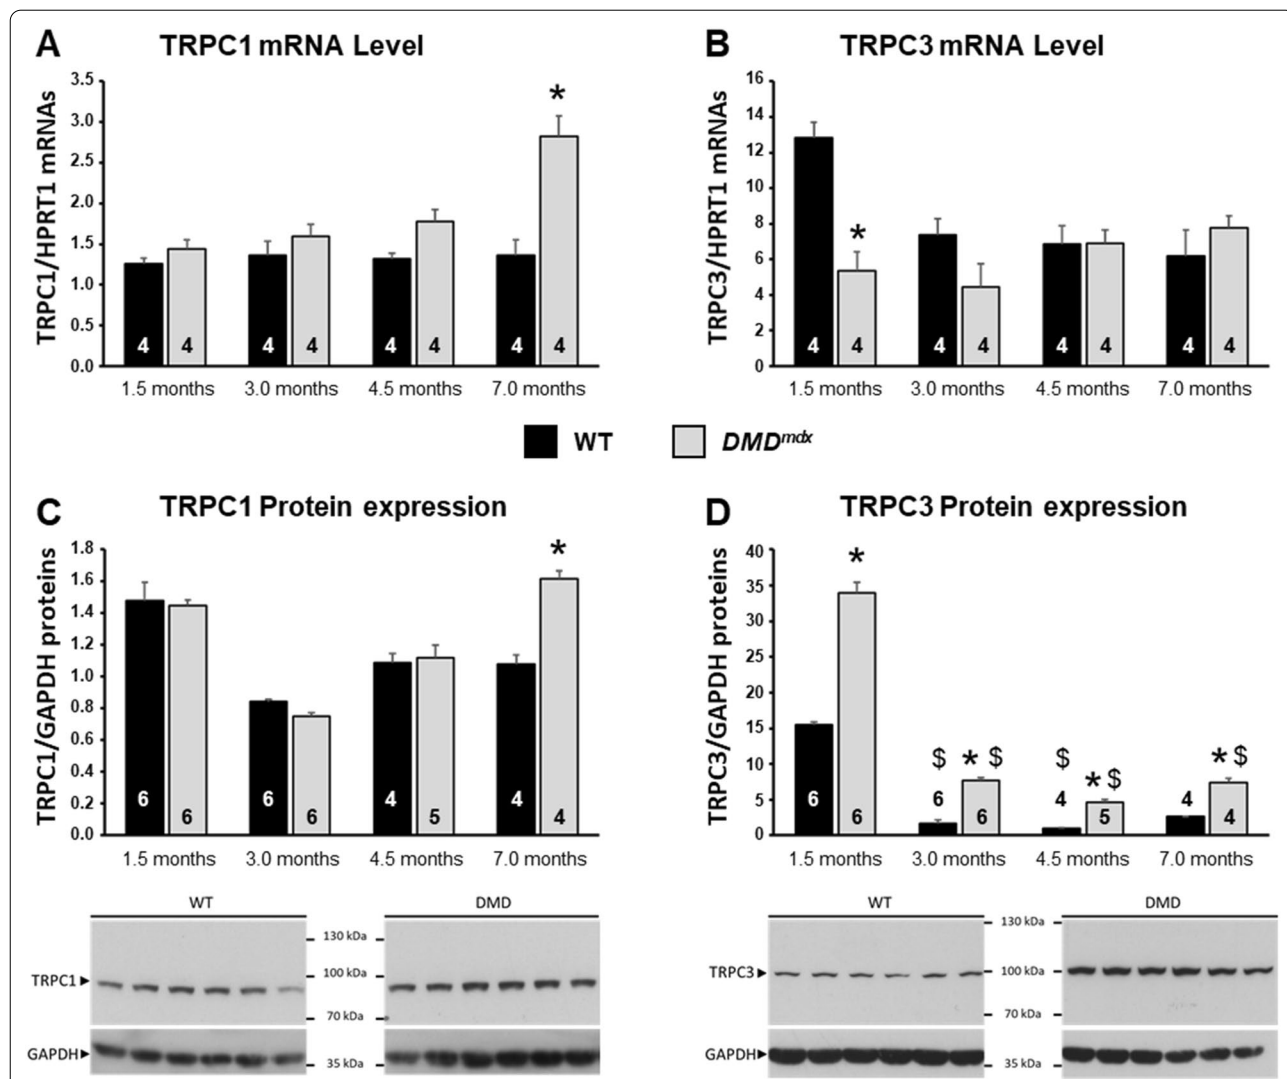 A TRPC1 mRNA Level
TRPC1/HPRT1 mRNAs
3.5
3.0
2.5
2.0
1.5
1.0
0.5
0.0
*
4 4 4 4 4 4 4 4
1.5 months 3.0 months 4.5 months 7.0 months
B TRPC3 mRNA Level
TRPC3/HPRT1 mRNAs
16
14
12
10
8
6
4
2
0
*
4 4 4 4 4 4 4 4
1.5 months 3.0 months 4.5 months 7.0 months
WT DMDmdx
C TRPC1 Protein expression
TRPC1/GAPDH proteins
1.8
1.6
1.4
1.2
1.0
0.8
0.6
0.4
0.2
0.0
*
6 6 6 6 4 5 4 4
1.5 months 3.0 months 4.5 months 7.0 months
WT DMD
130 kDa
TRPC1 100 kDa
70 kDa
GAPDH 35 kDa
D TRPC3 Protein expression
TRPC3/GAPDH proteins
40
35
30
25
20
15
10
5
0
*
$ * $ $ * $ * $
6 6 6 6 4 5 4 4
1.5 months 3.0 months 4.5 months 7.0 months
WT DMD
130 kDa
TRPC3 100 kDa
70 kDa
GAPDH 35 kDa